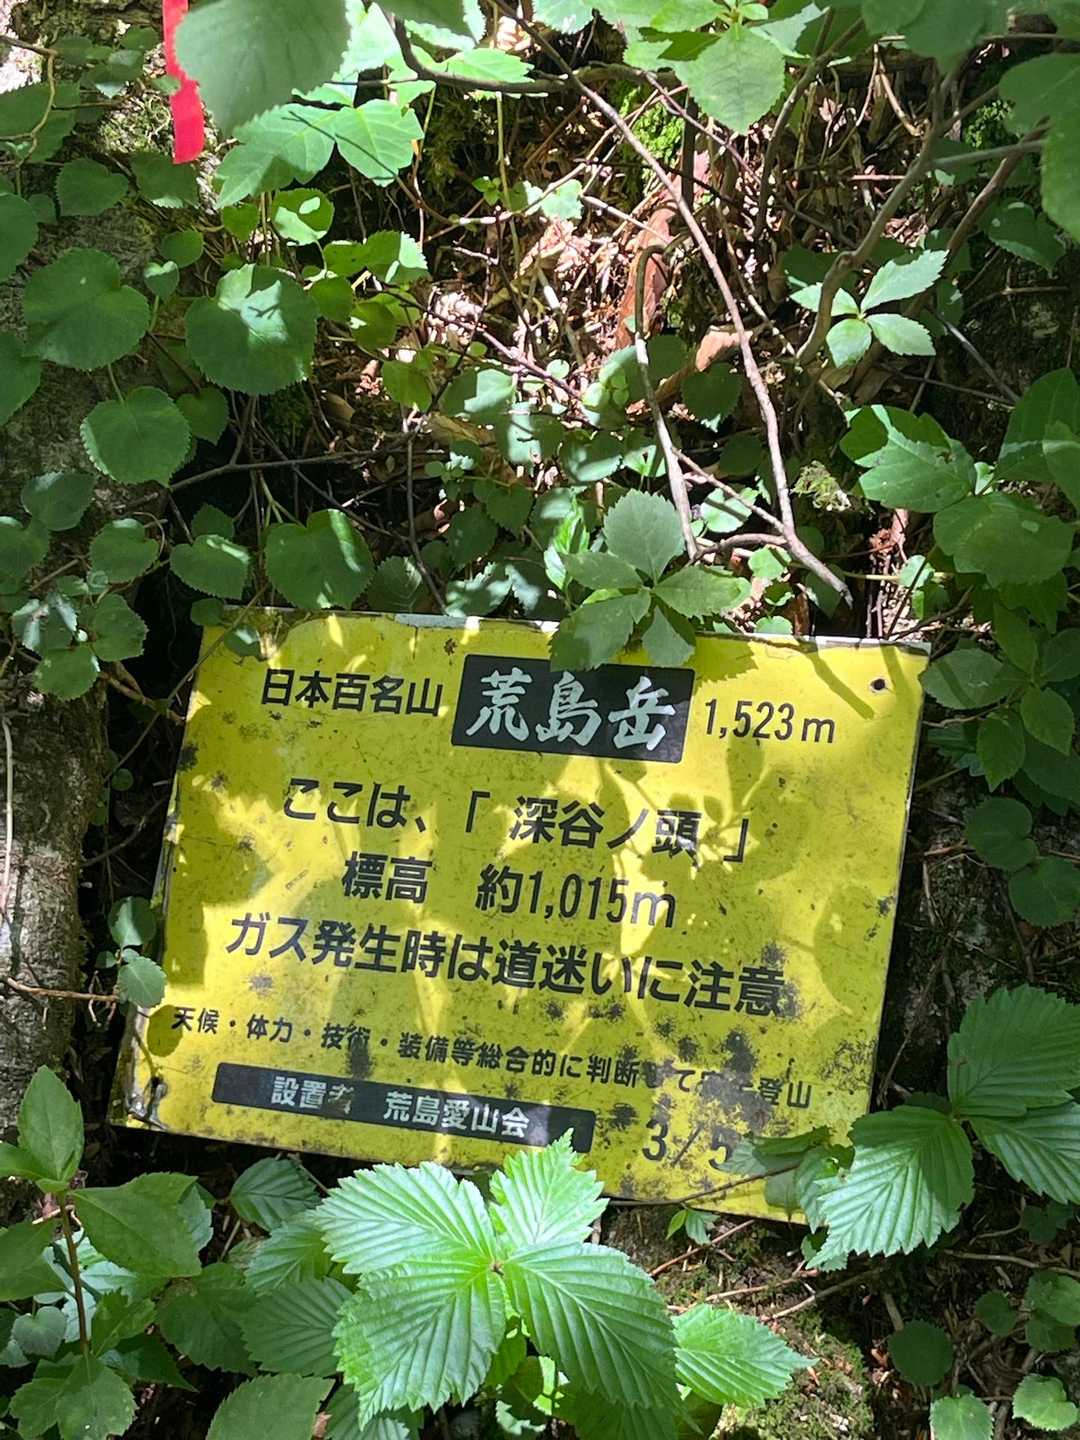 日本百名山 荒島岳 1,523m
ここは、「深谷ノ頭」
標高 約1,015m
ガス発生時は道迷いに注意
天候・体力・技術・装備等総合的に判断して 登山
設置者 荒島愛山会 3/5